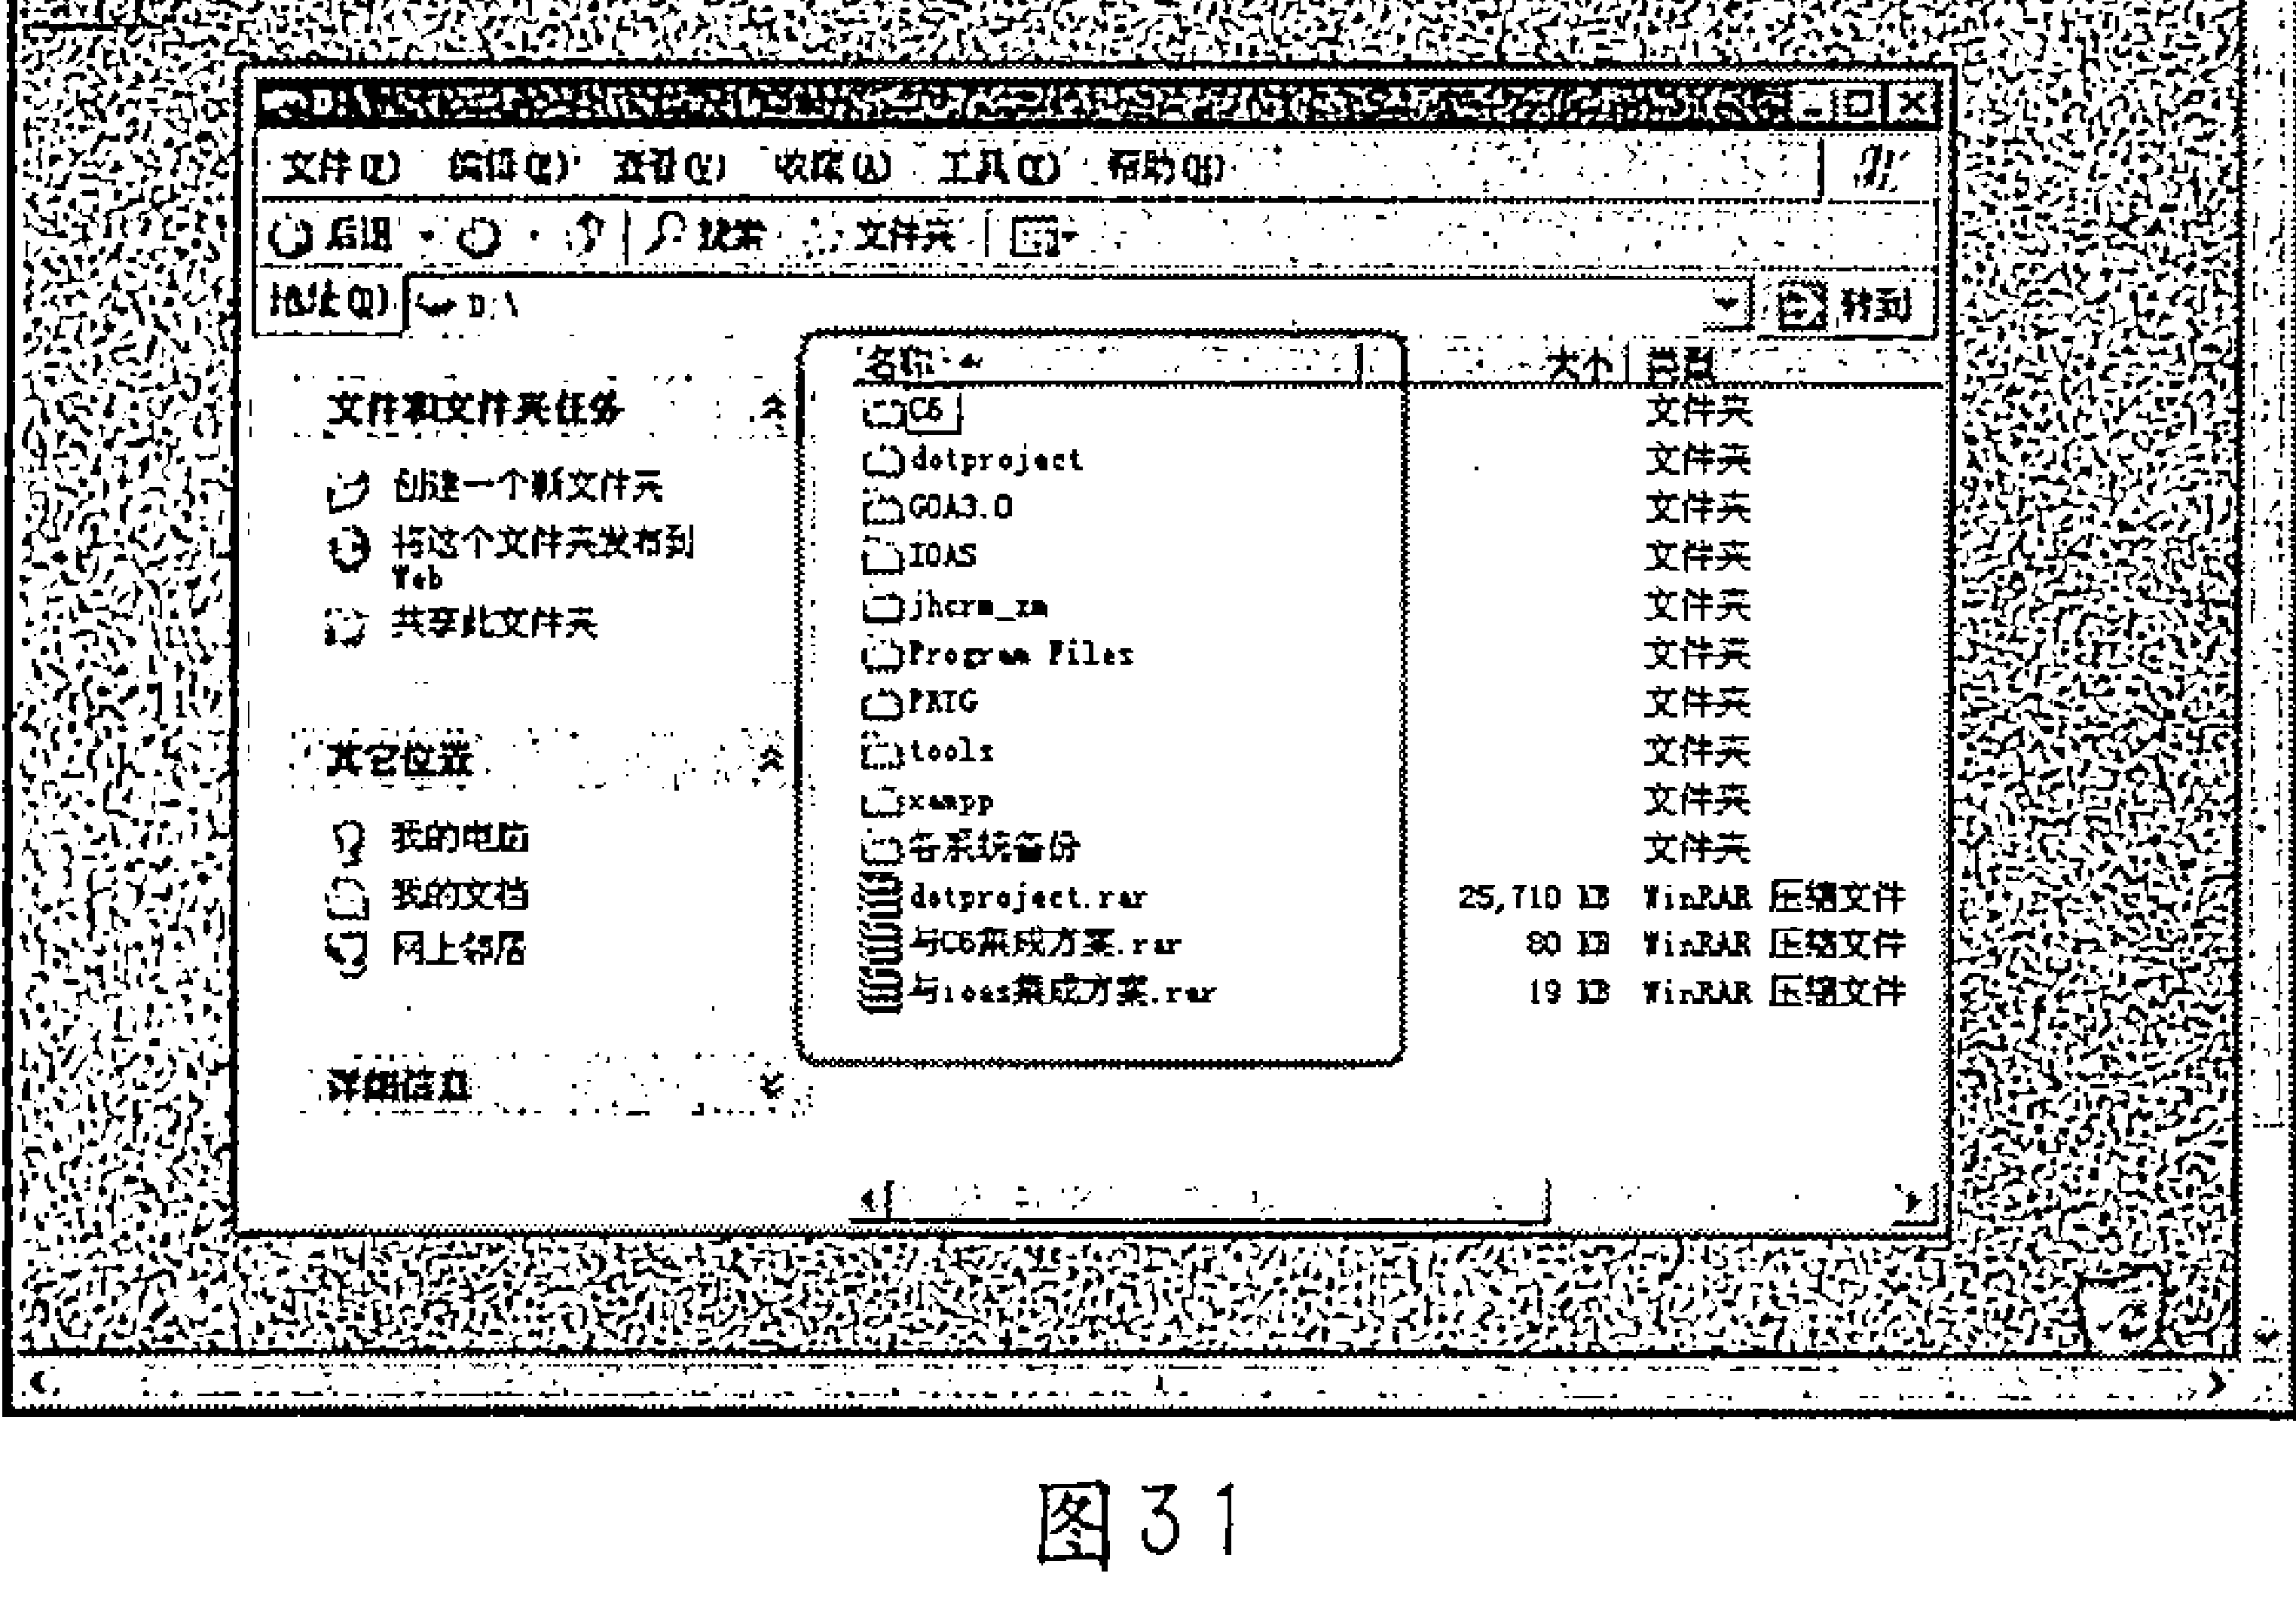 D:\
文件(F) 编辑(E) 查看(V) 收藏(A) 工具(T) 帮助(H)
后退 搜索 文件夹
地址(D) D:\ 转到
名称 大小 类型
文件和文件夹任务
创建一个新文件夹
将这个文件夹发布到
Web
共享此文件夹
其它位置
我的电脑
我的文档
网上邻居
详细信息
C6 文件夹
dotproject 文件夹
GOA3.0 文件夹
IOAS 文件夹
jhcrm_xm 文件夹
Program Files 文件夹
PRTG 文件夹
tools 文件夹
xampp 文件夹
各系统备份 文件夹
dotproject.rar 25,710 KB WinRAR 压缩文件
与C6集成方案.rar 80 KB WinRAR 压缩文件
与ioas集成方案.rar 19 KB WinRAR 压缩文件
图31